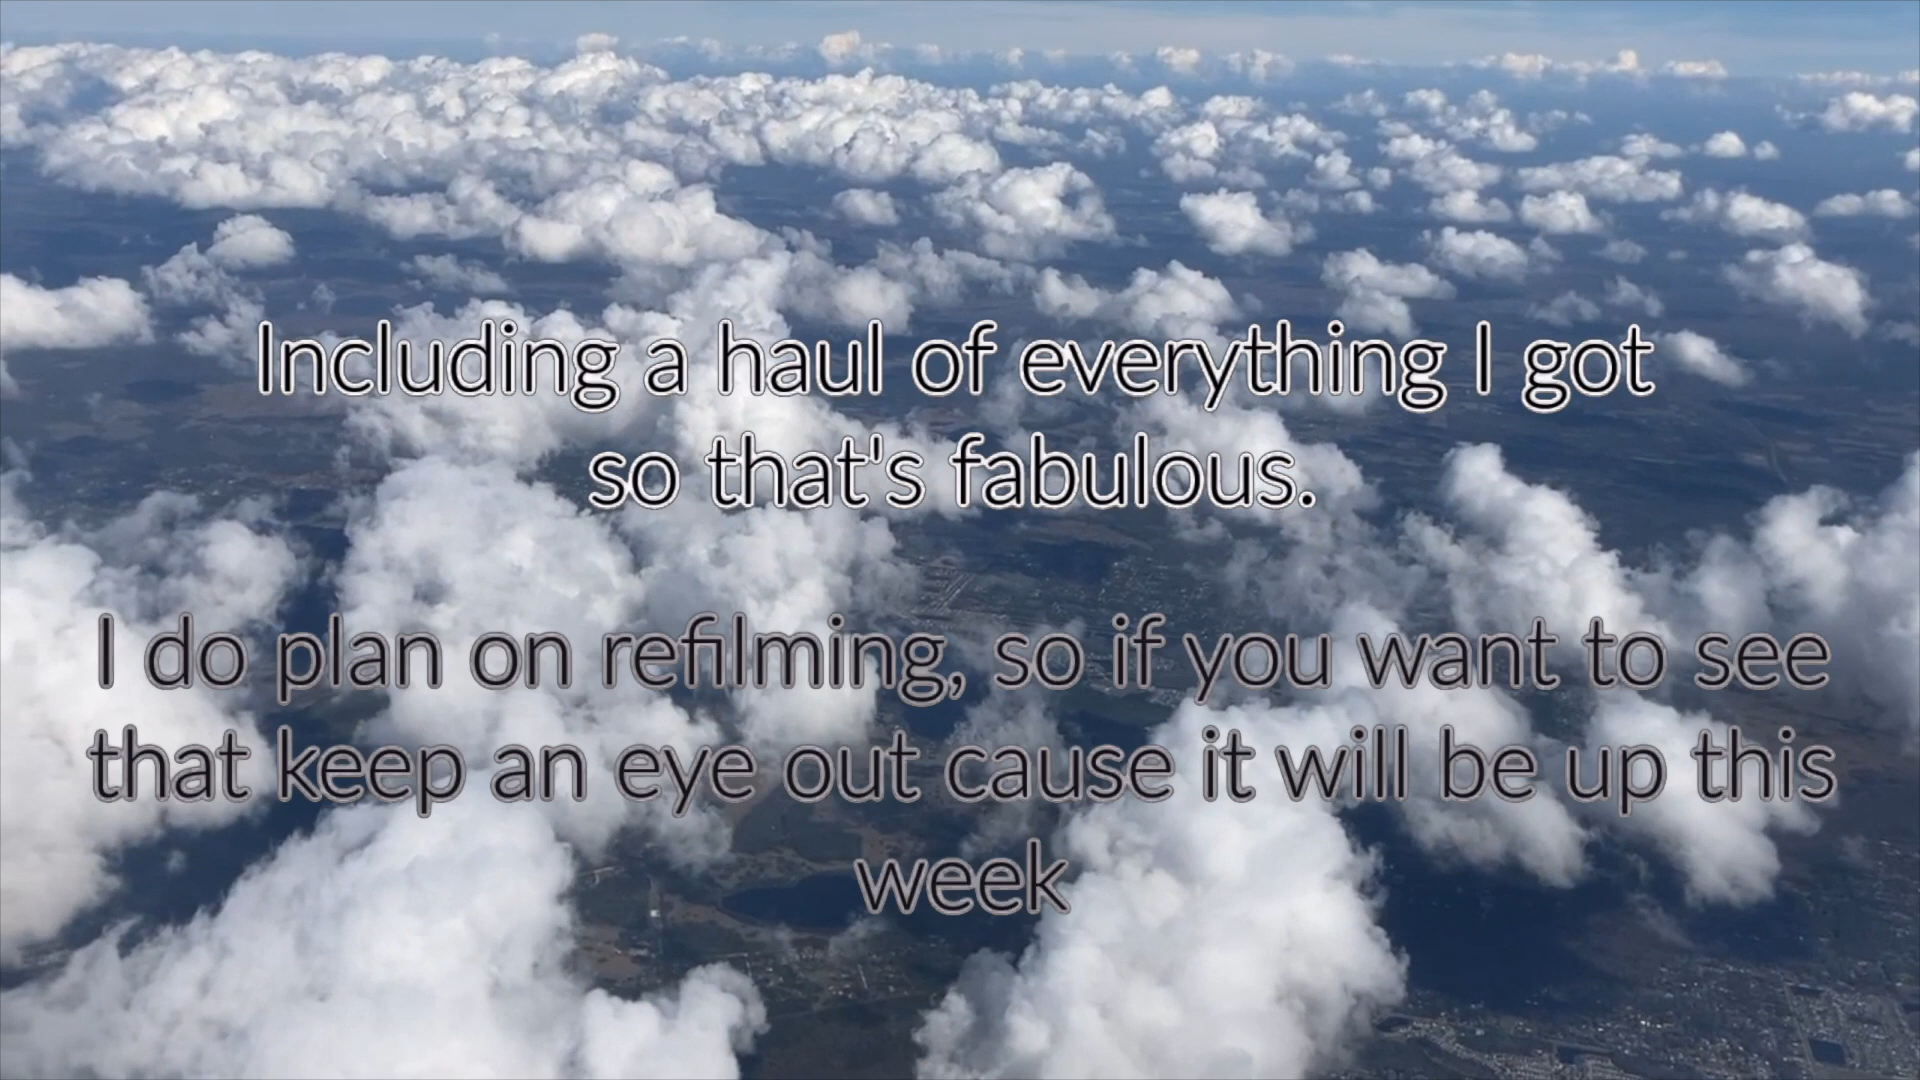 Including a haul of everything I got
so that's fabulous.
I do plan on refilming, so if you want to see
that keep an eye out cause it will be up this
week